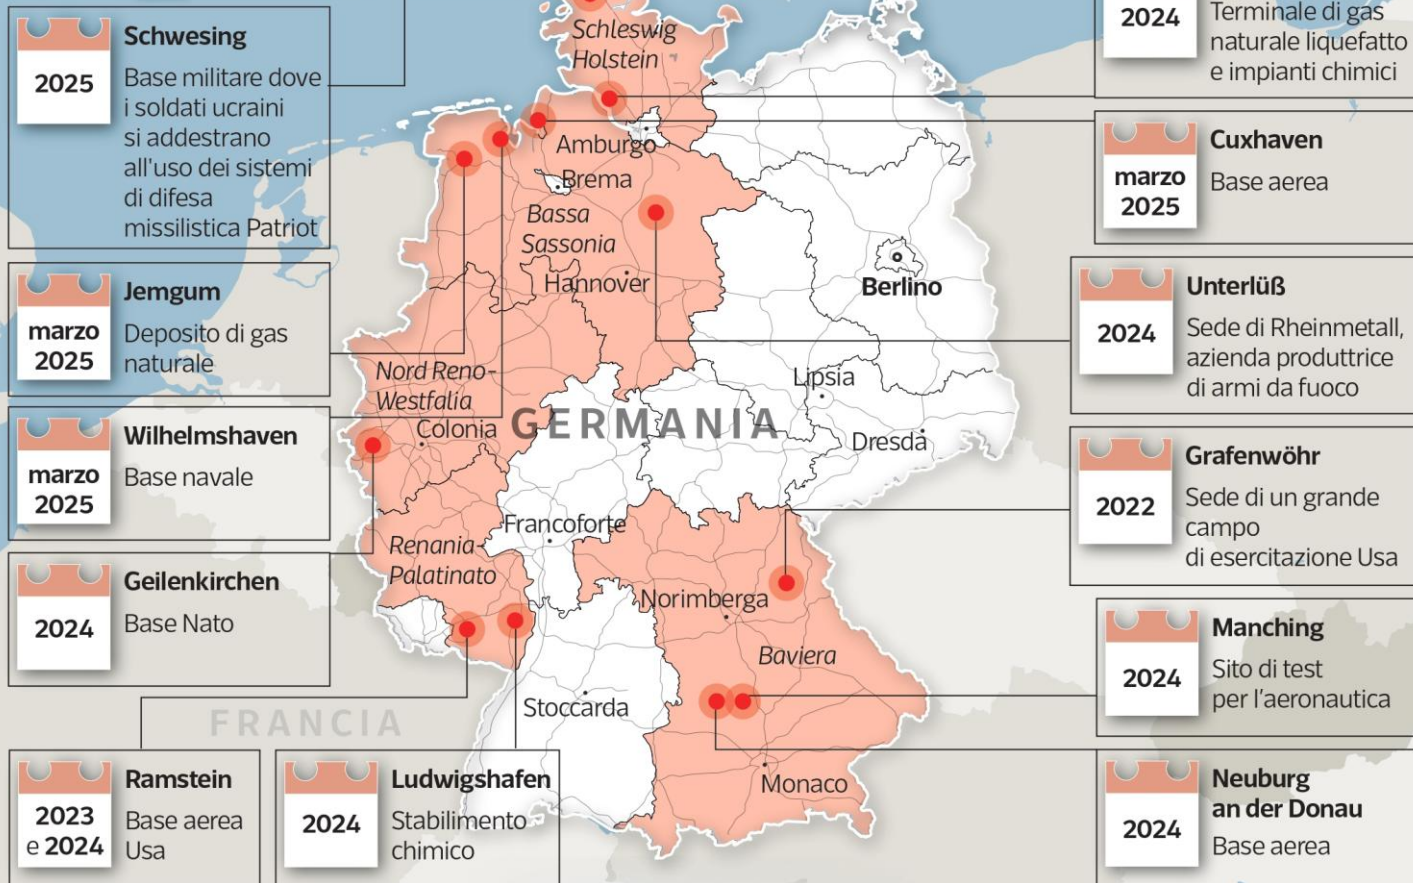 Schwesing
2025
Base militare dove
i soldati ucraini
si addestrano
all'uso dei sistemi
di difesa
missilistica Patriot
Jemgum
marzo
2025
Deposito di gas
naturale
Wilhelmshaven
marzo
2025
Base navale
Geilenkirchen
2024
Base Nato
Ramstein
2023
e 2024
Base aerea
Usa
Ludwigshafen
2024
Stabilimento
chimico
Schleswig
Holstein
Amburgo
Brema
Bassa
Sassonia
Hannover
Berlino
Nord Reno-
Westfalia
Colonia
GERMANIA
Lipsia
Dresda
Francoforte
Renania-
Palatinato
Norimberga
Baviera
Stoccarda
Monaco
FRANCIA
2024
Terminale di gas
naturale liquefatto
e impianti chimici
Cuxhaven
marzo
2025
Base aerea
Unterlüß
2024
Sede di Rheinmetall,
azienda produttrice
di armi da fuoco
Grafenwöhr
2022
Sede di un grande
campo
di esercitazione Usa
Manching
2024
Sito di test
per l'aeronautica
Neuburg
an der Donau
2024
Base aerea